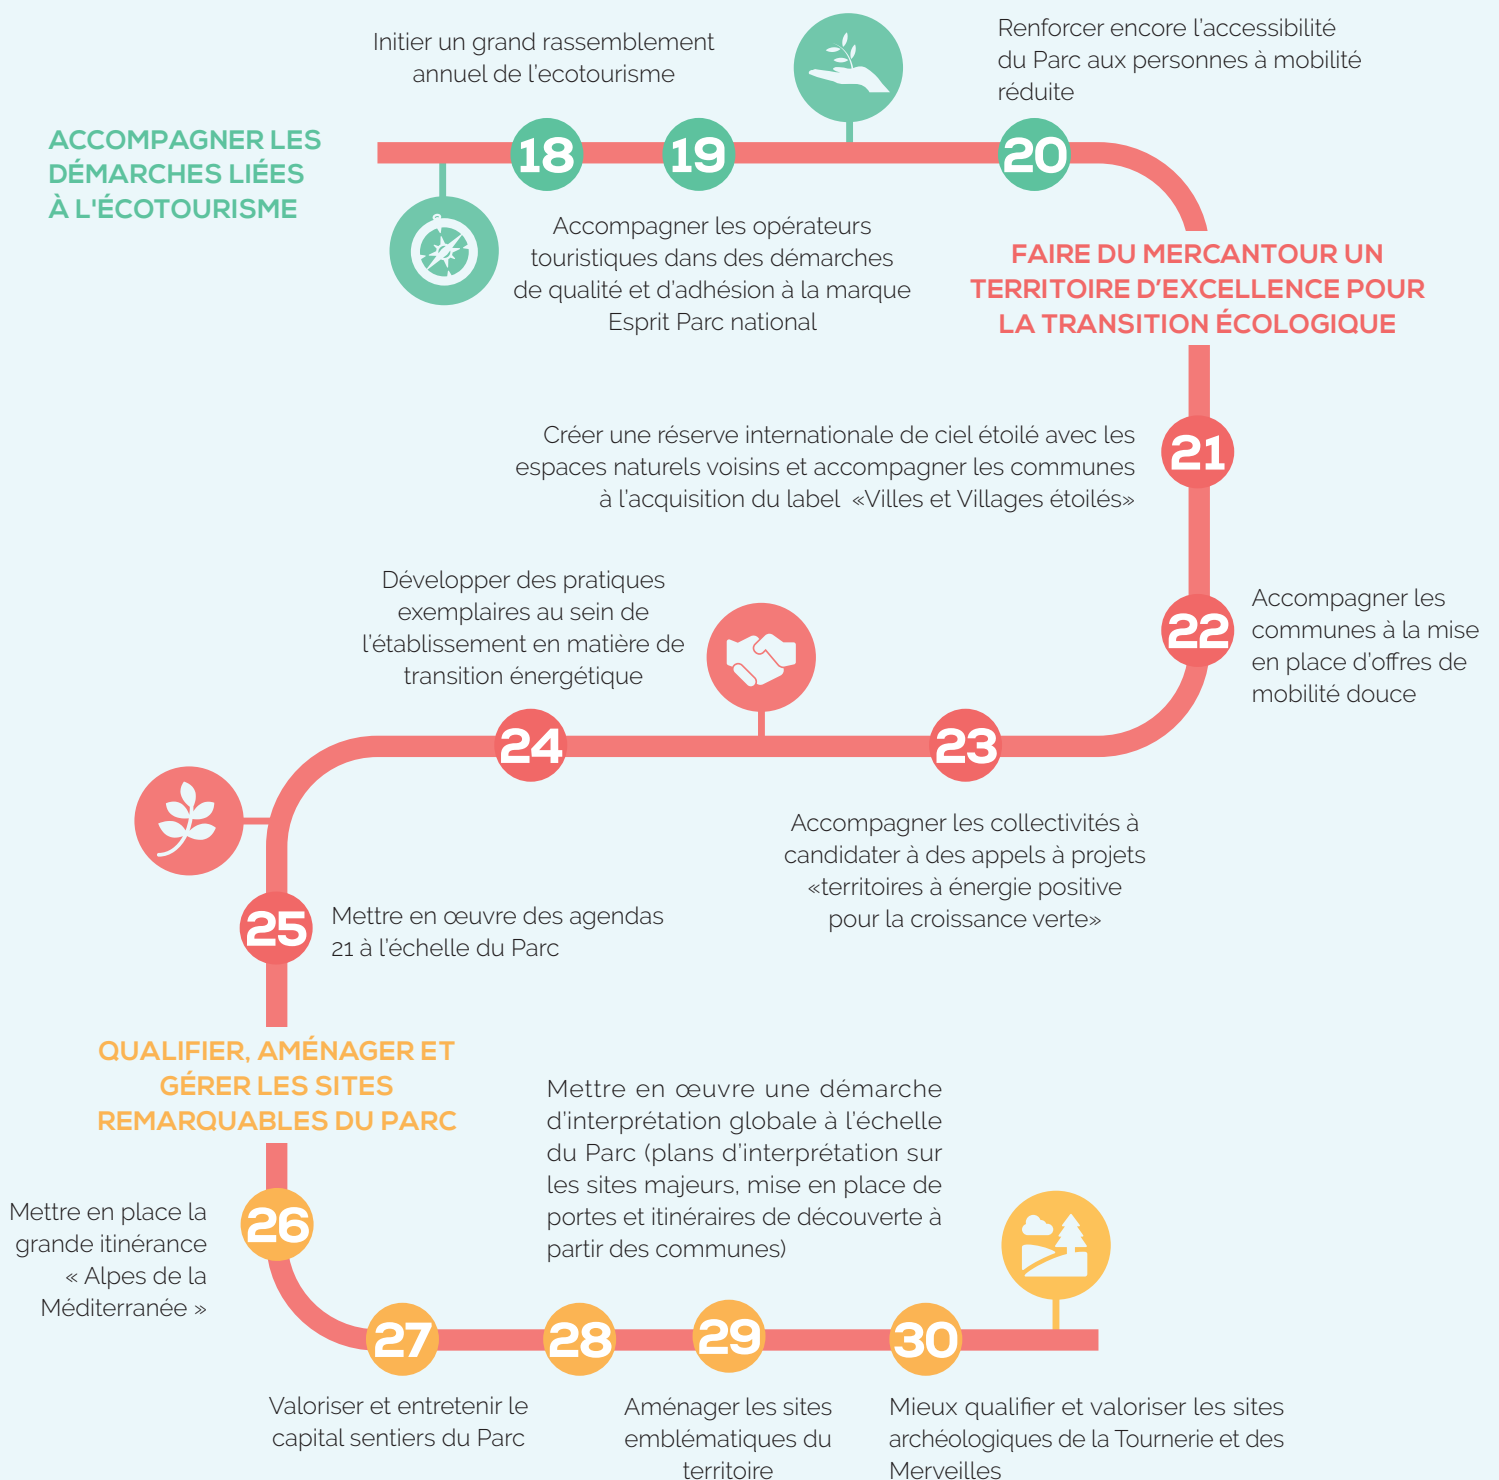 ACCOMPAGNER LES
DÉMARCHES LIÉES
À L'ÉCOTOURISME
Initier un grand rassemblement
annuel de l'ecotourisme
18
19
Accompagner les opérateurs
touristiques dans des démarches
de qualité et d'adhésion à la marque
Esprit Parc national
Renforcer encore l'accessibilité
du Parc aux personnes à mobilité
réduite
20
FAIRE DU MERCANTOUR UN
TERRITOIRE D'EXCELLENCE POUR
LA TRANSITION ÉCOLOGIQUE
Créer une réserve internationale de ciel étoilé avec les
espaces naturels voisins et accompagner les communes
à l'acquisition du label «Villes et Villages étoilés»
21
22
Accompagner les
communes à la mise
en place d'offres de
mobilité douce
23
Accompagner les collectivités à
candidater à des appels à projets
«territoires à énergie positive
pour la croissance verte»
Développer des pratiques
exemplaires au sein de
l'établissement en matière de
transition énergétique
24
25
Mettre en œuvre des agendas
21 à l'échelle du Parc
QUALIFIER, AMÉNAGER ET
GÉRER LES SITES
REMARQUABLES DU PARC
Mettre en place la
grande itinérance
« Alpes de la
Méditerranée »
26
27
Valoriser et entretenir le
capital sentiers du Parc
Mettre en œuvre une démarche
d'interprétation globale à l'échelle
du Parc (plans d'interprétation sur
les sites majeurs, mise en place de
portes et itinéraires de découverte à
partir des communes)
28
29
Aménager les sites
emblématiques du
territoire
30
Mieux qualifier et valoriser les sites
archéologiques de la Tournerie et des
Merveilles